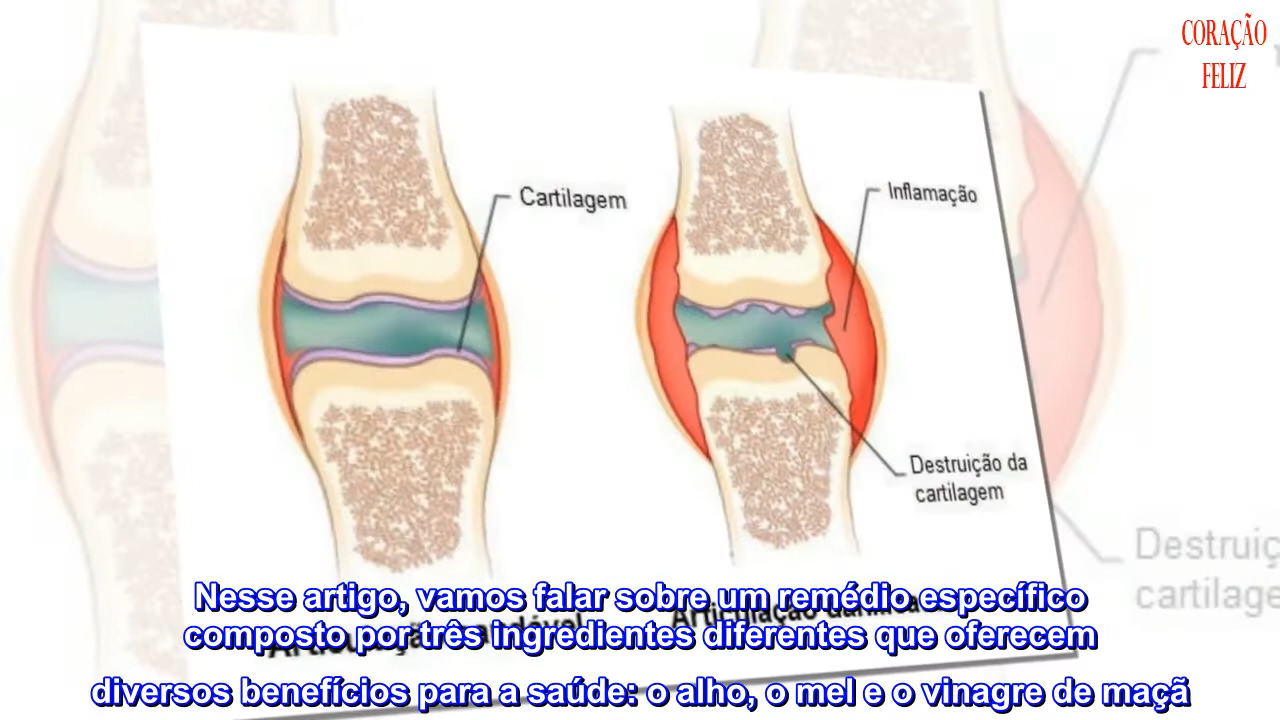 CORAÇÃO
FELIZ
Cartilagem
Inflamação
Destruição da
cartilagem
Destruiç
cartilage
Nesse artigo, vamos falar sobre um remédio específico
composto por três ingredientes diferentes que oferecem
diversos benefícios para a saúde: o alho, o mel e o vinagre de maçã